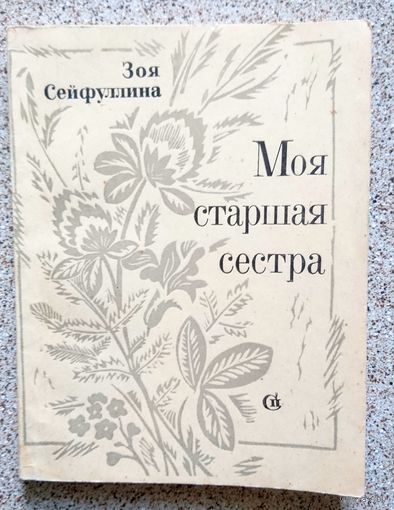 Зоя
Сейфуллина
Моя
старшая
сестра